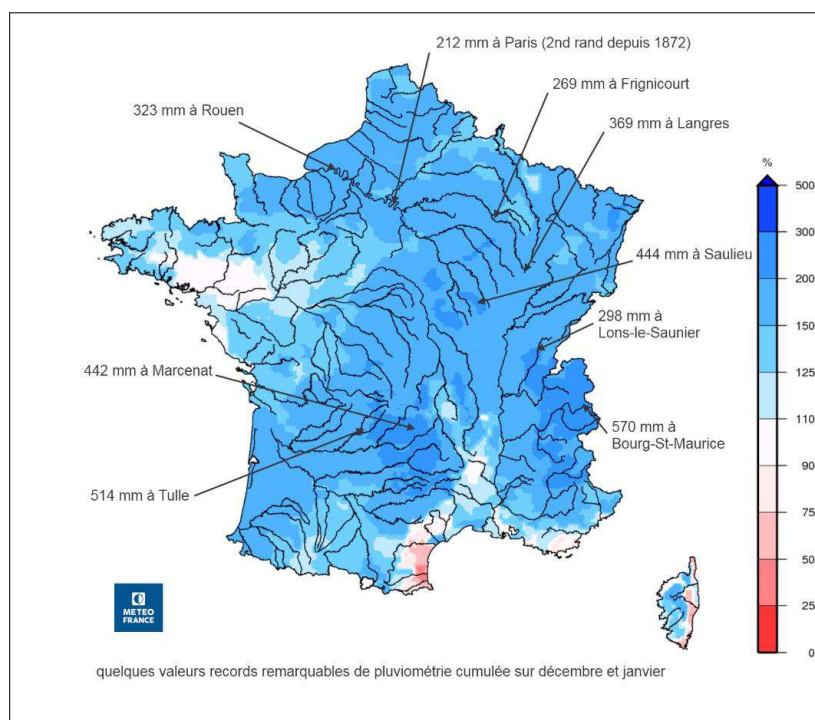 212 mm à Paris (2nd rand depuis 1872)
269 mm à Frignicourt
323 mm à Rouen
369 mm à Langres
%
500
300
444 mm à Saulieu
200
298 mm à
Lons-le-Saunier
150
442 mm à Marcenat
125
110
570 mm à
Bourg-St-Maurice
90
514 mm à Tulle
75
50
25
0
METEO
FRANCE
quelques valeurs records remarquables de pluviométrie cumulée sur décembre et janvier